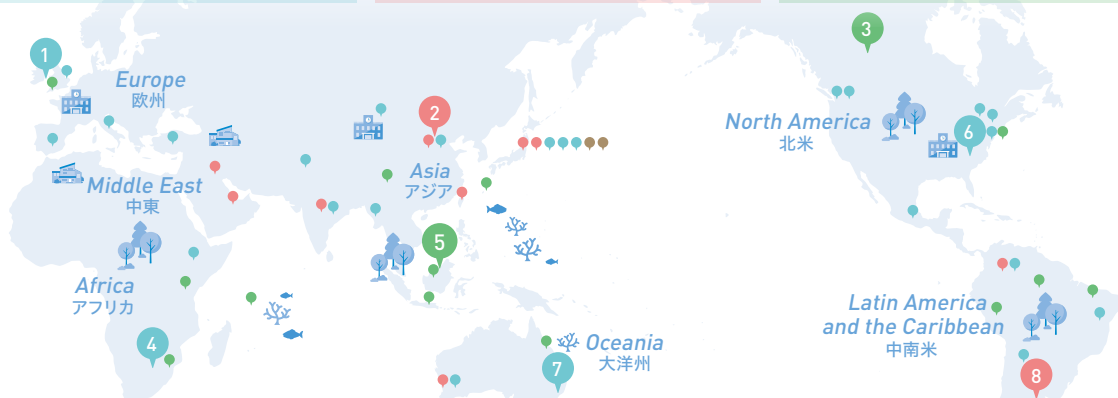 1
Europe
欧州
2
3
North America
北米
6
Asia
アジア
Middle East
中東
5
Africa
アフリカ
4
Oceania
大洋州
7
Latin America
and the Caribbean
中南米
8